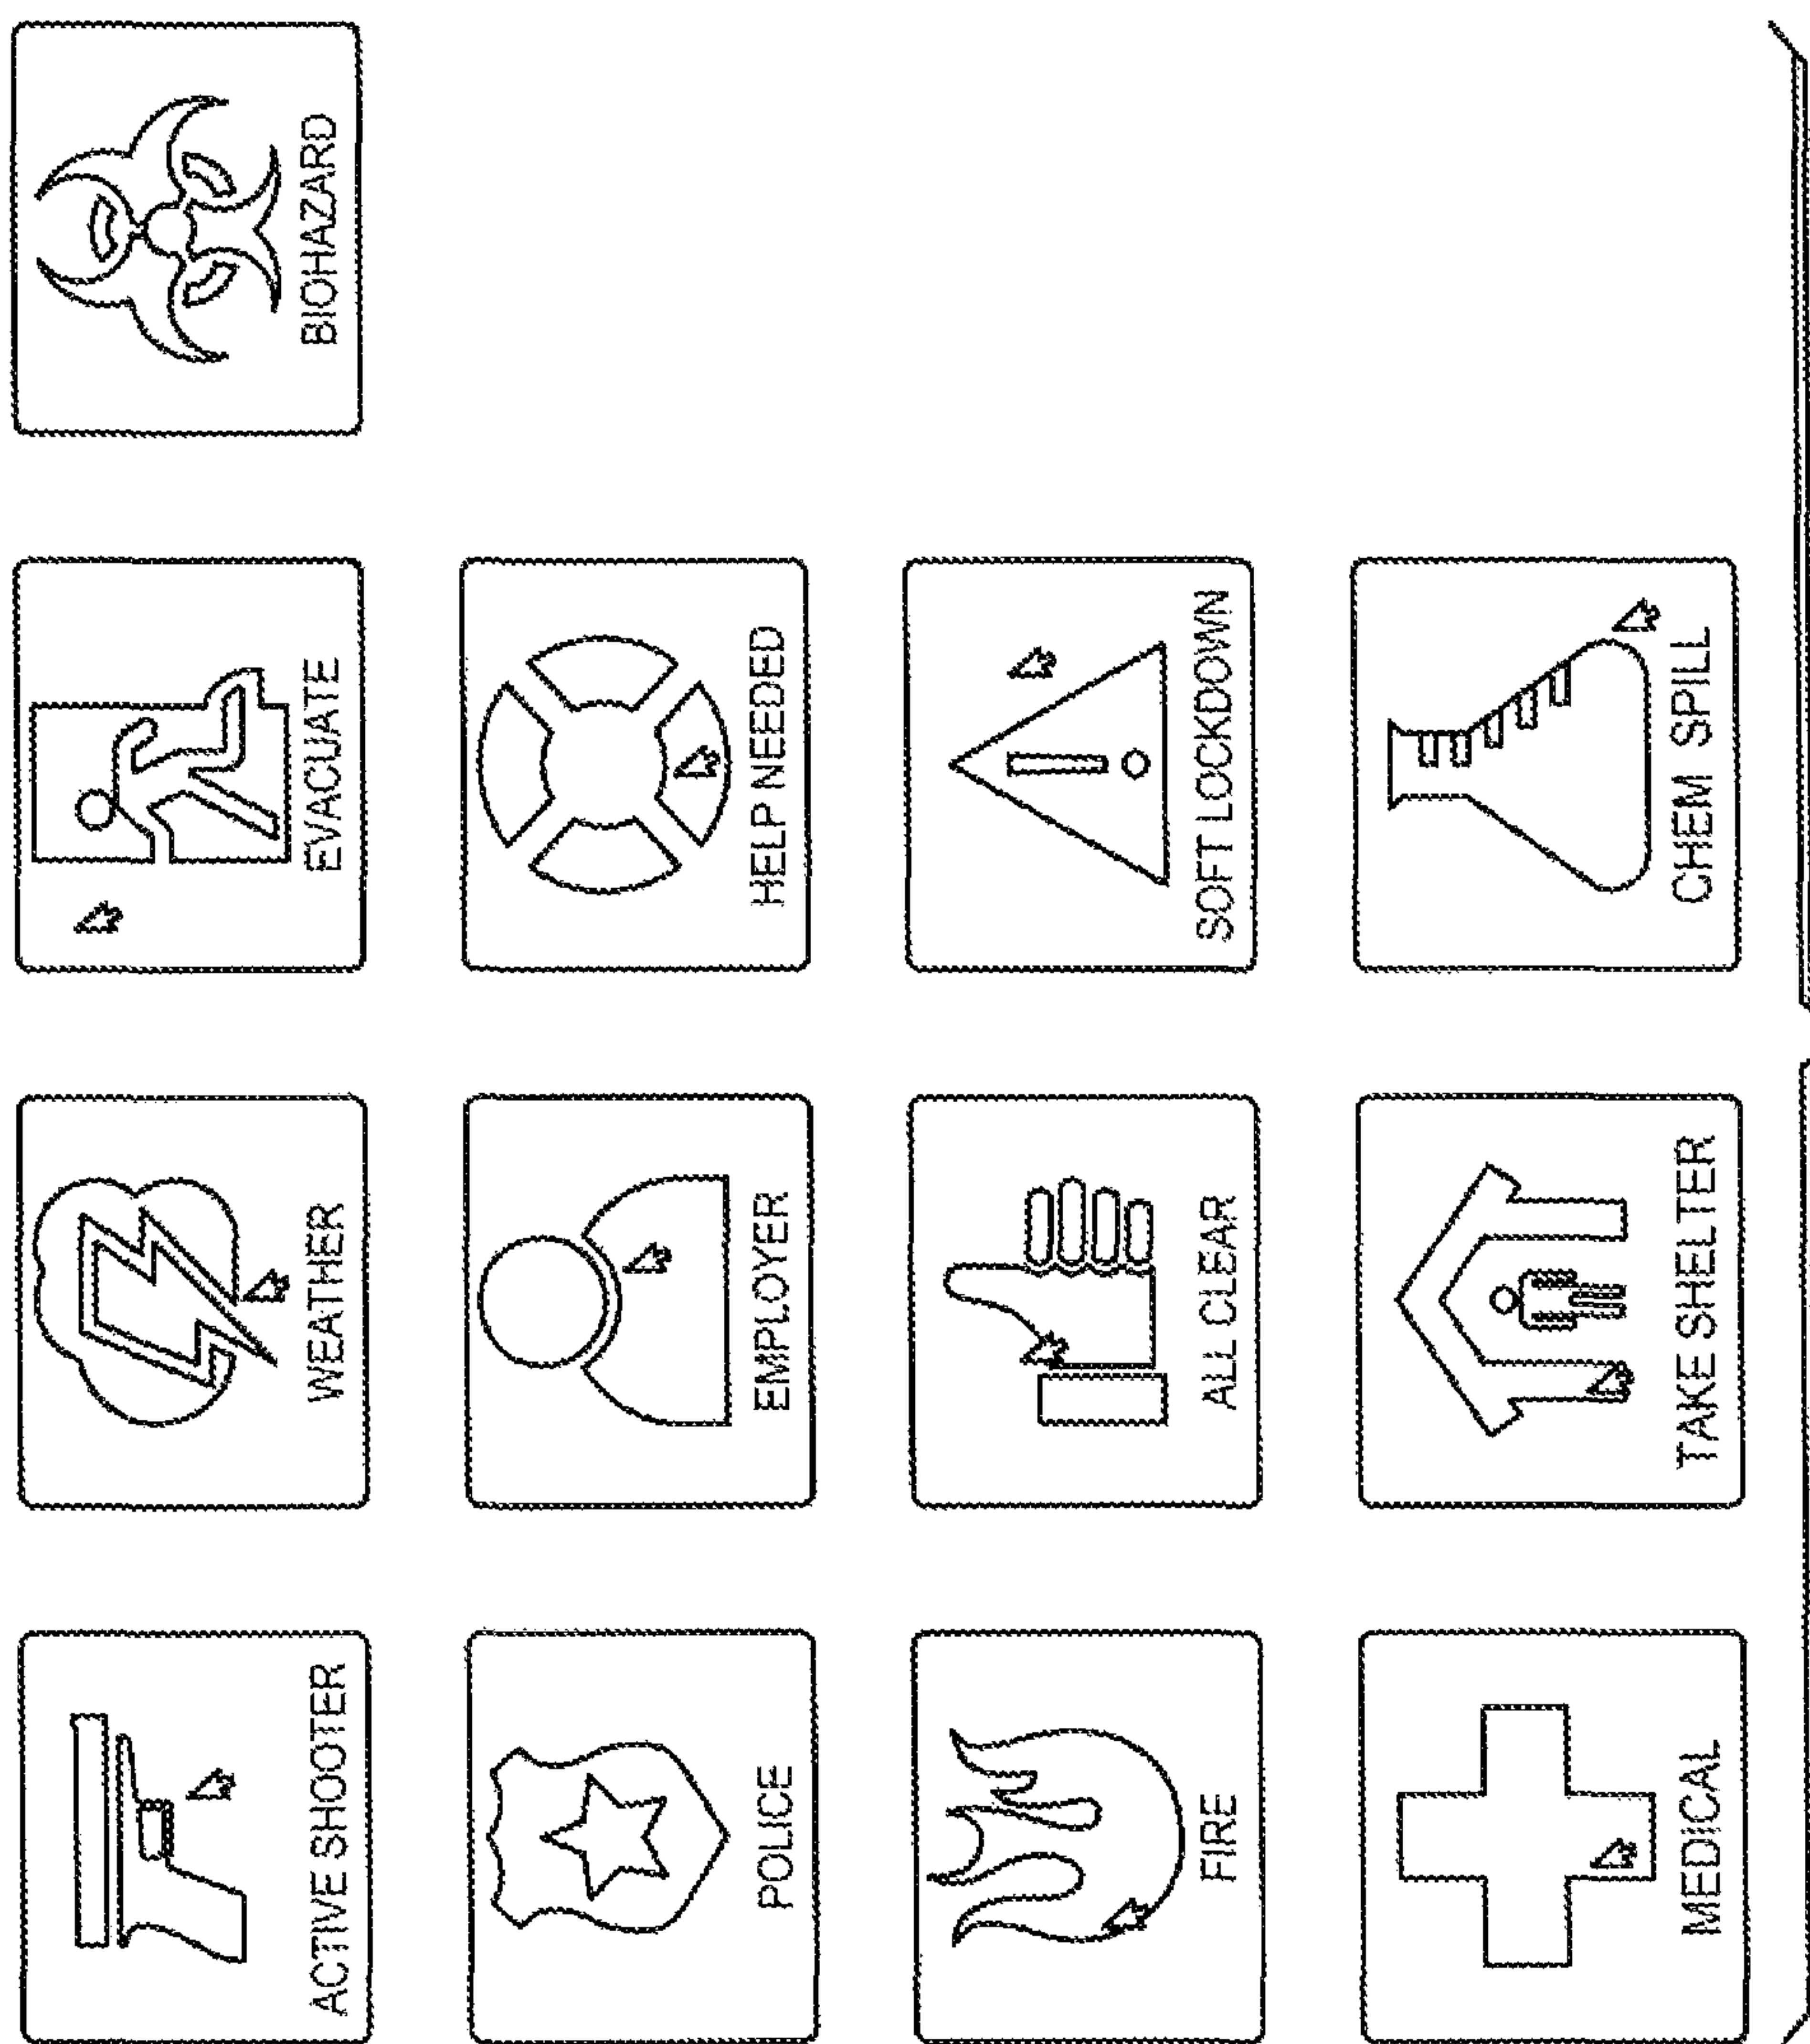 ACTIVE SHOOTER
WEATHER
EVACUATE
BIOHAZARD
POLICE
EMPLOYER
HELP NEEDED
FIRE
ALL CLEAR
SOFT LOCKDOWN
MEDICAL
TAKE SHELTER
CHEM SPILL